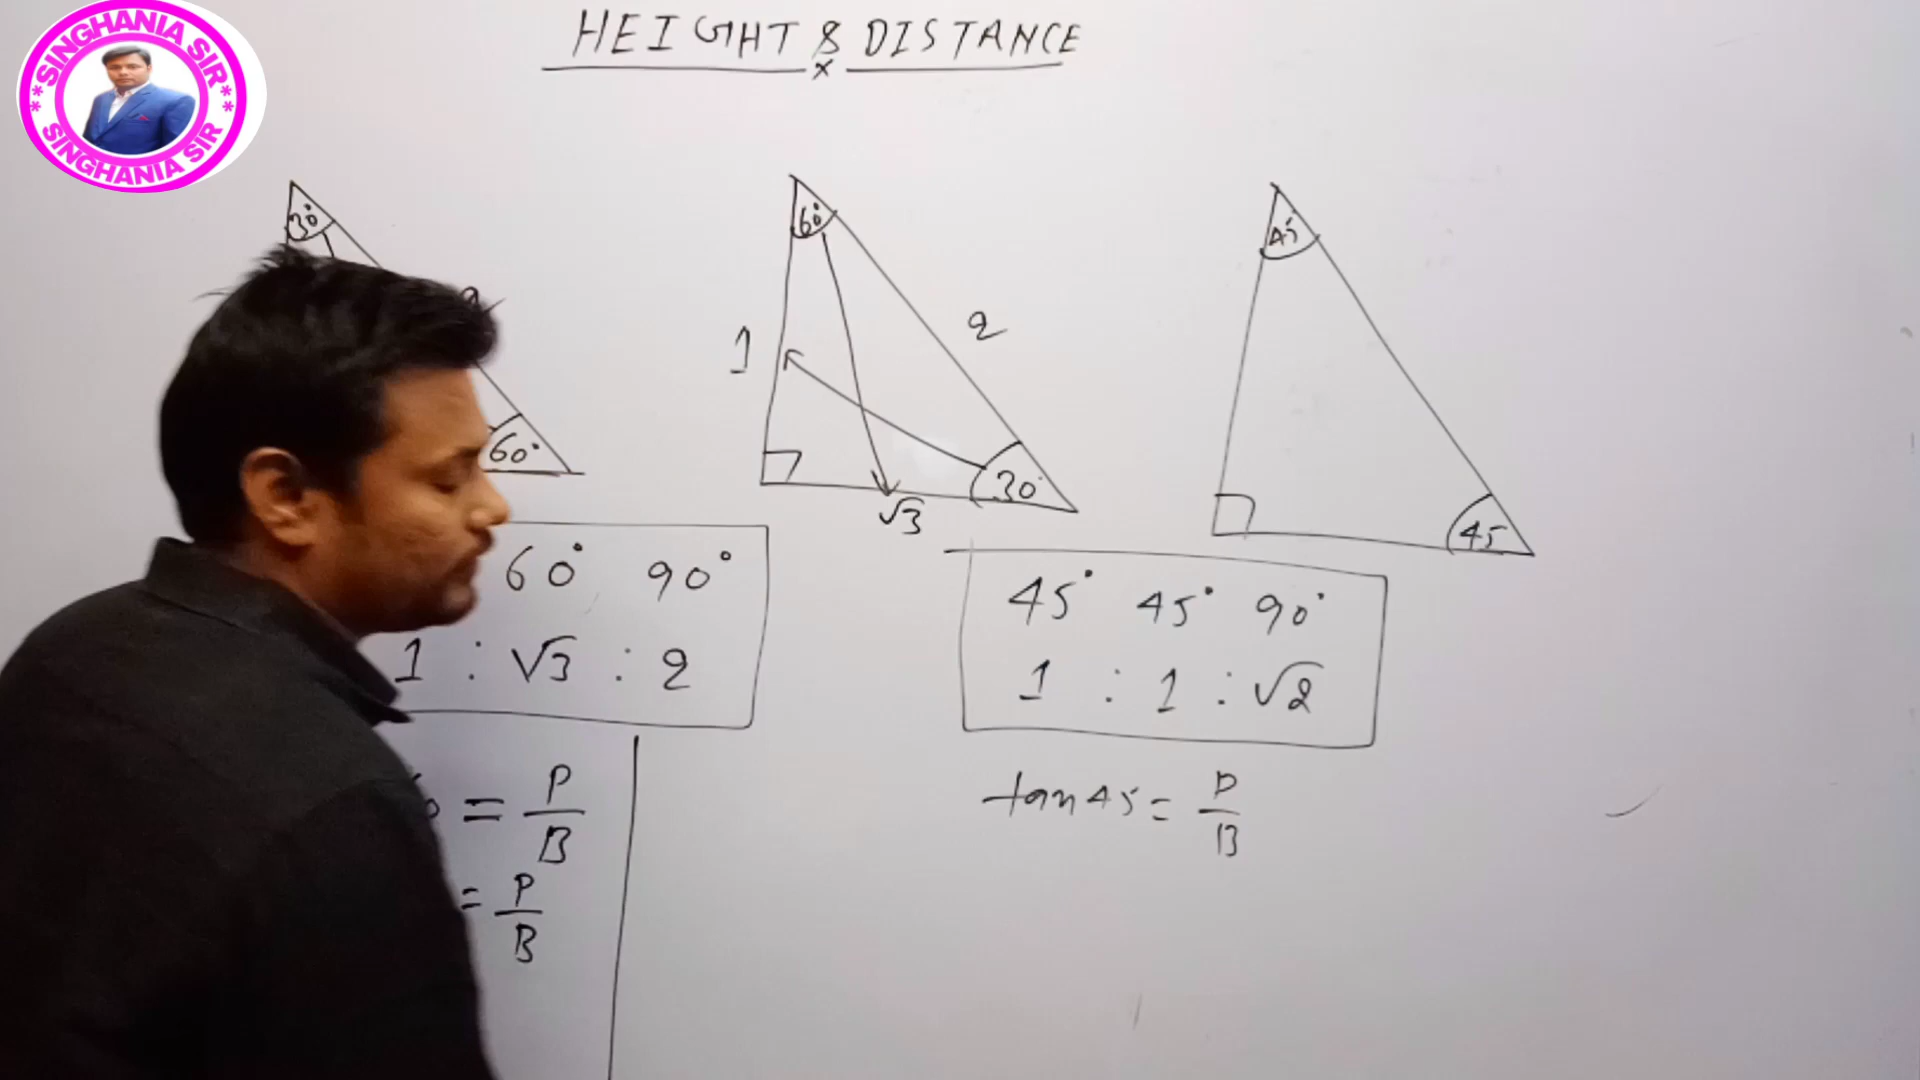 **SINGHANIA SIR**
SINGHANIA SIR
HEIGHT & DISTANCE
x
30°
60°
60°
1
2
30°
√3
45
45
60° 90°
1 : √3 : 2
45° 45° 90°
1 : 1 : √2
= P/B
= P/B
tan 45 = P/B